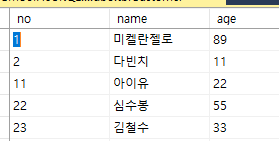 no name age
1 미켈란젤로 89
2 다빈치 11
11 아이유 22
22 심수봉 55
23 김철수 33